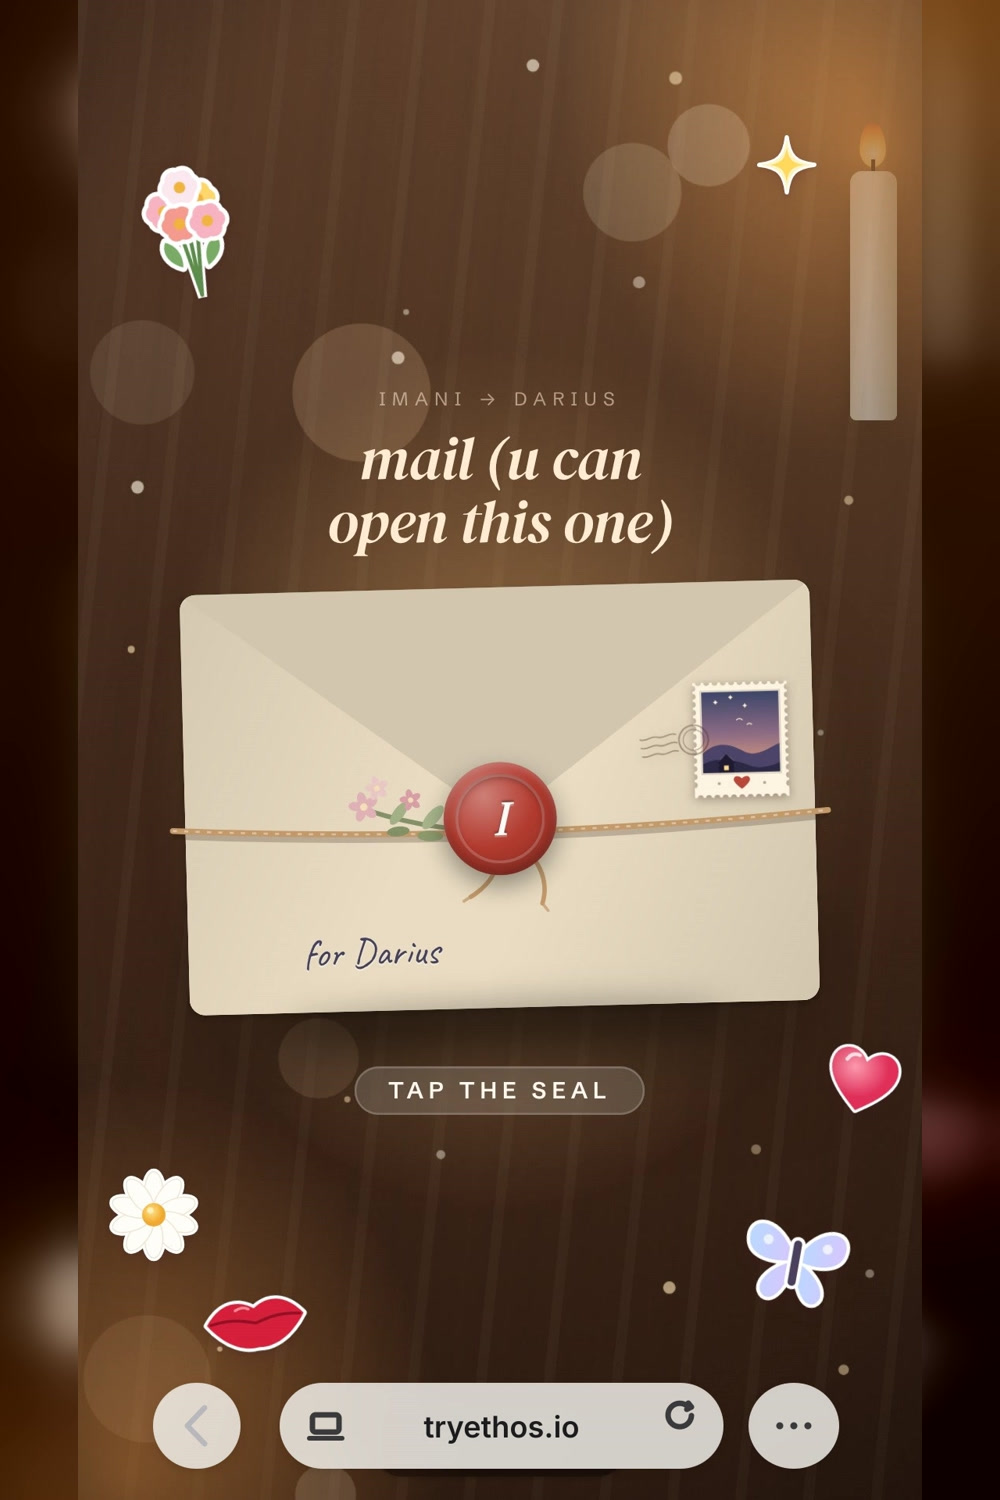 IMANI → DARIUS
mail (u can
open this one)
I
for Darius
TAP THE SEAL
tryethos.io